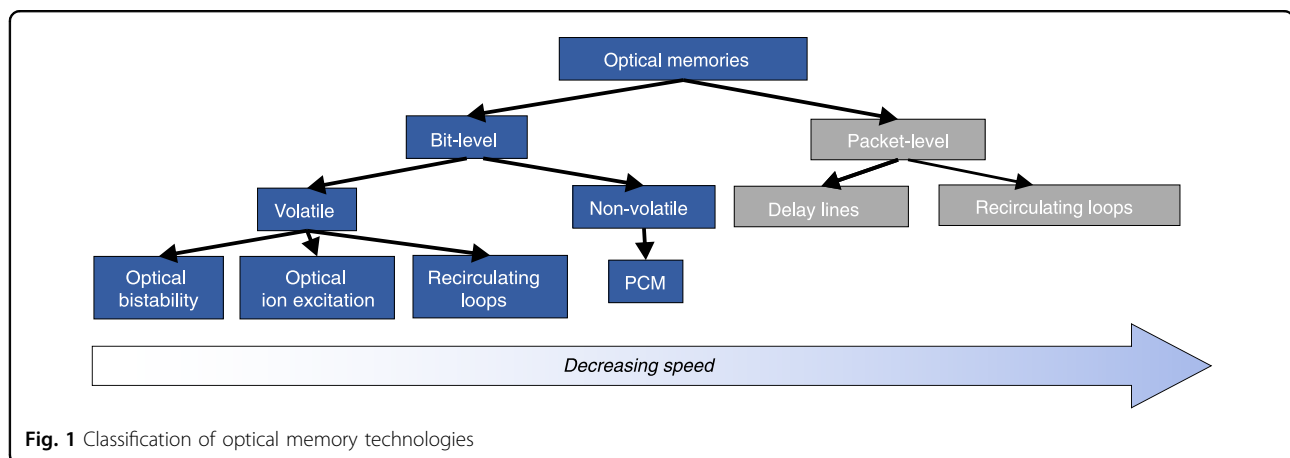 Optical memories
Bit-level
Packet-level
Volatile
Non-volatile
Delay lines
Recirculating loops
Optical
bistability
Optical
ion excitation
Recirculating
loops
PCM
Decreasing speed
Fig. 1 Classification of optical memory technologies